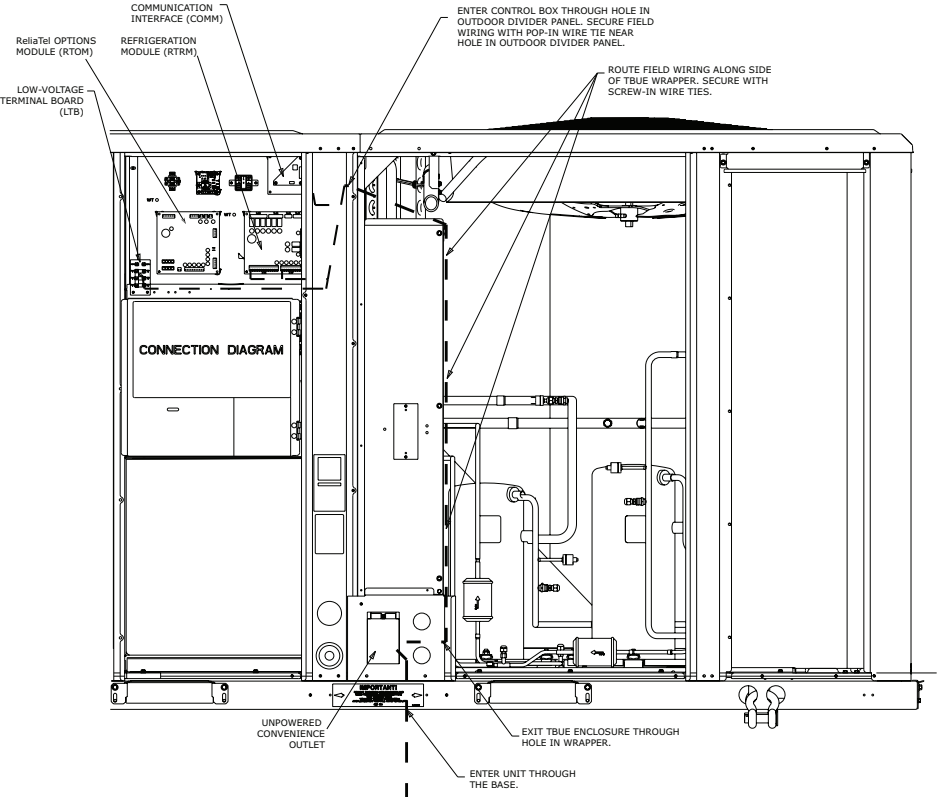 COMMUNICATION
INTERFACE (COMM)
ENTER CONTROL BOX THROUGH HOLE IN
OUTDOOR DIVIDER PANEL. SECURE FIELD
WIRING WITH POP-IN WIRE TIE NEAR
HOLE IN OUTDOOR DIVIDER PANEL.
ReliaTel OPTIONS
MODULE (RTOM)
REFRIGERATION
MODULE (RTRM)
ROUTE FIELD WIRING ALONG SIDE
OF TBUE WRAPPER. SECURE WITH
SCREW-IN WIRE TIES.
LOW-VOLTAGE
TERMINAL BOARD
(LTB)
CONNECTION DIAGRAM
IMPORTANT!
UNPOWERED
CONVENIENCE
OUTLET
EXIT TBUE ENCLOSURE THROUGH
HOLE IN WRAPPER.
ENTER UNIT THROUGH
THE BASE.